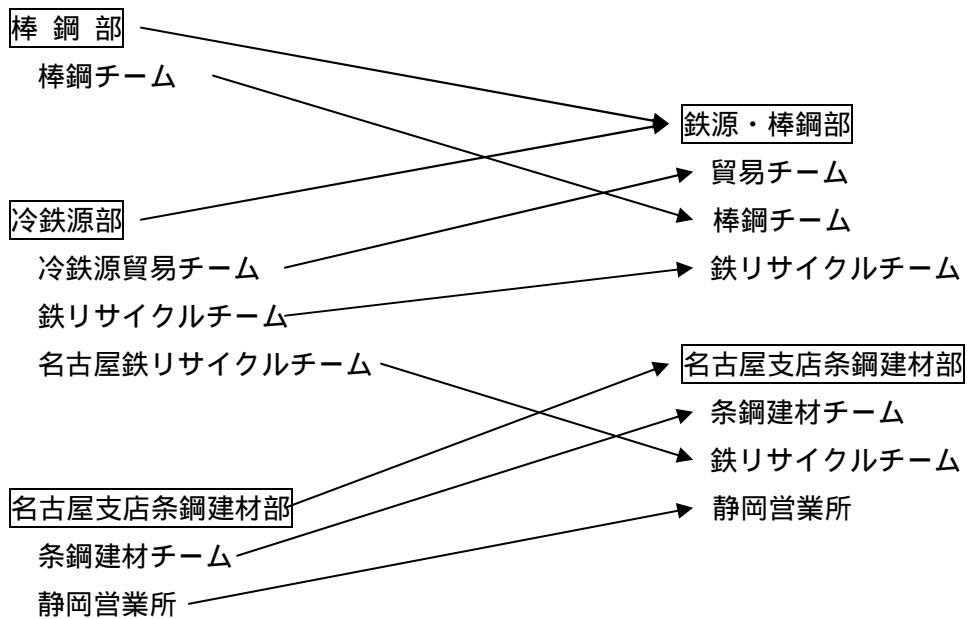 棒 鋼 部
棒鋼チーム
冷鉄源部
冷鉄源貿易チーム
鉄リサイクルチーム
名古屋鉄リサイクルチーム
名古屋支店条鋼建材部
条鋼建材チーム
静岡営業所
鉄源・棒鋼部
貿易チーム
棒鋼チーム
鉄リサイクルチーム
名古屋支店条鋼建材部
条鋼建材チーム
鉄リサイクルチーム
静岡営業所